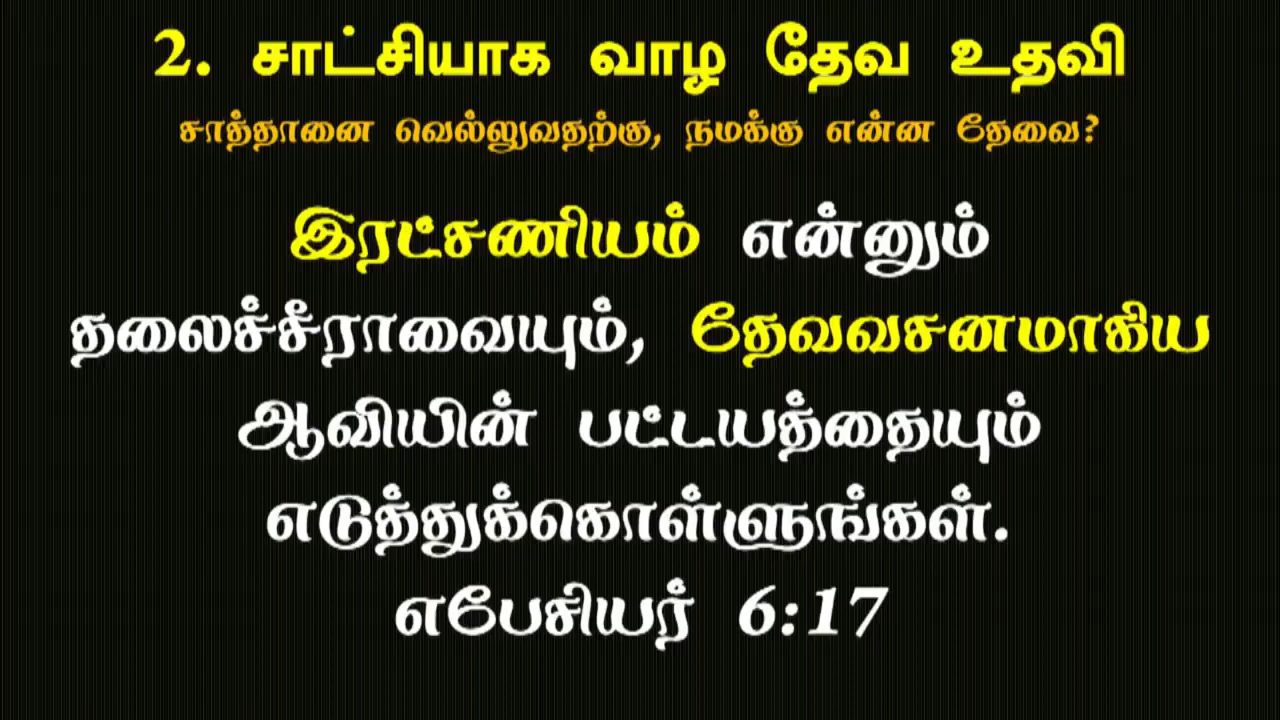 2. சாட்சியாக வாழ தேவ உதவி
சாத்தானை வெல்லுவதற்கு, நமக்கு என்ன தேவை?
இரட்சணியம் என்னும்
தலைச்சீராவையும், தேவவசனமாகிய
ஆவியின் பட்டயத்தையும்
எடுத்துக்கொள்ளுங்கள்.
எபேசியர் 6:17